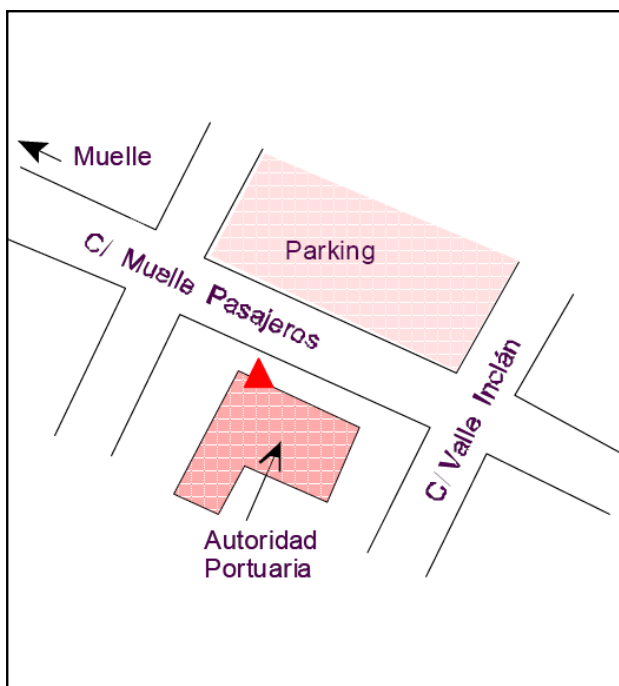 Muelle
Parking
C/ Muelle Pasajeros
C/ Valle Inclán
Autoridad
Portuaria